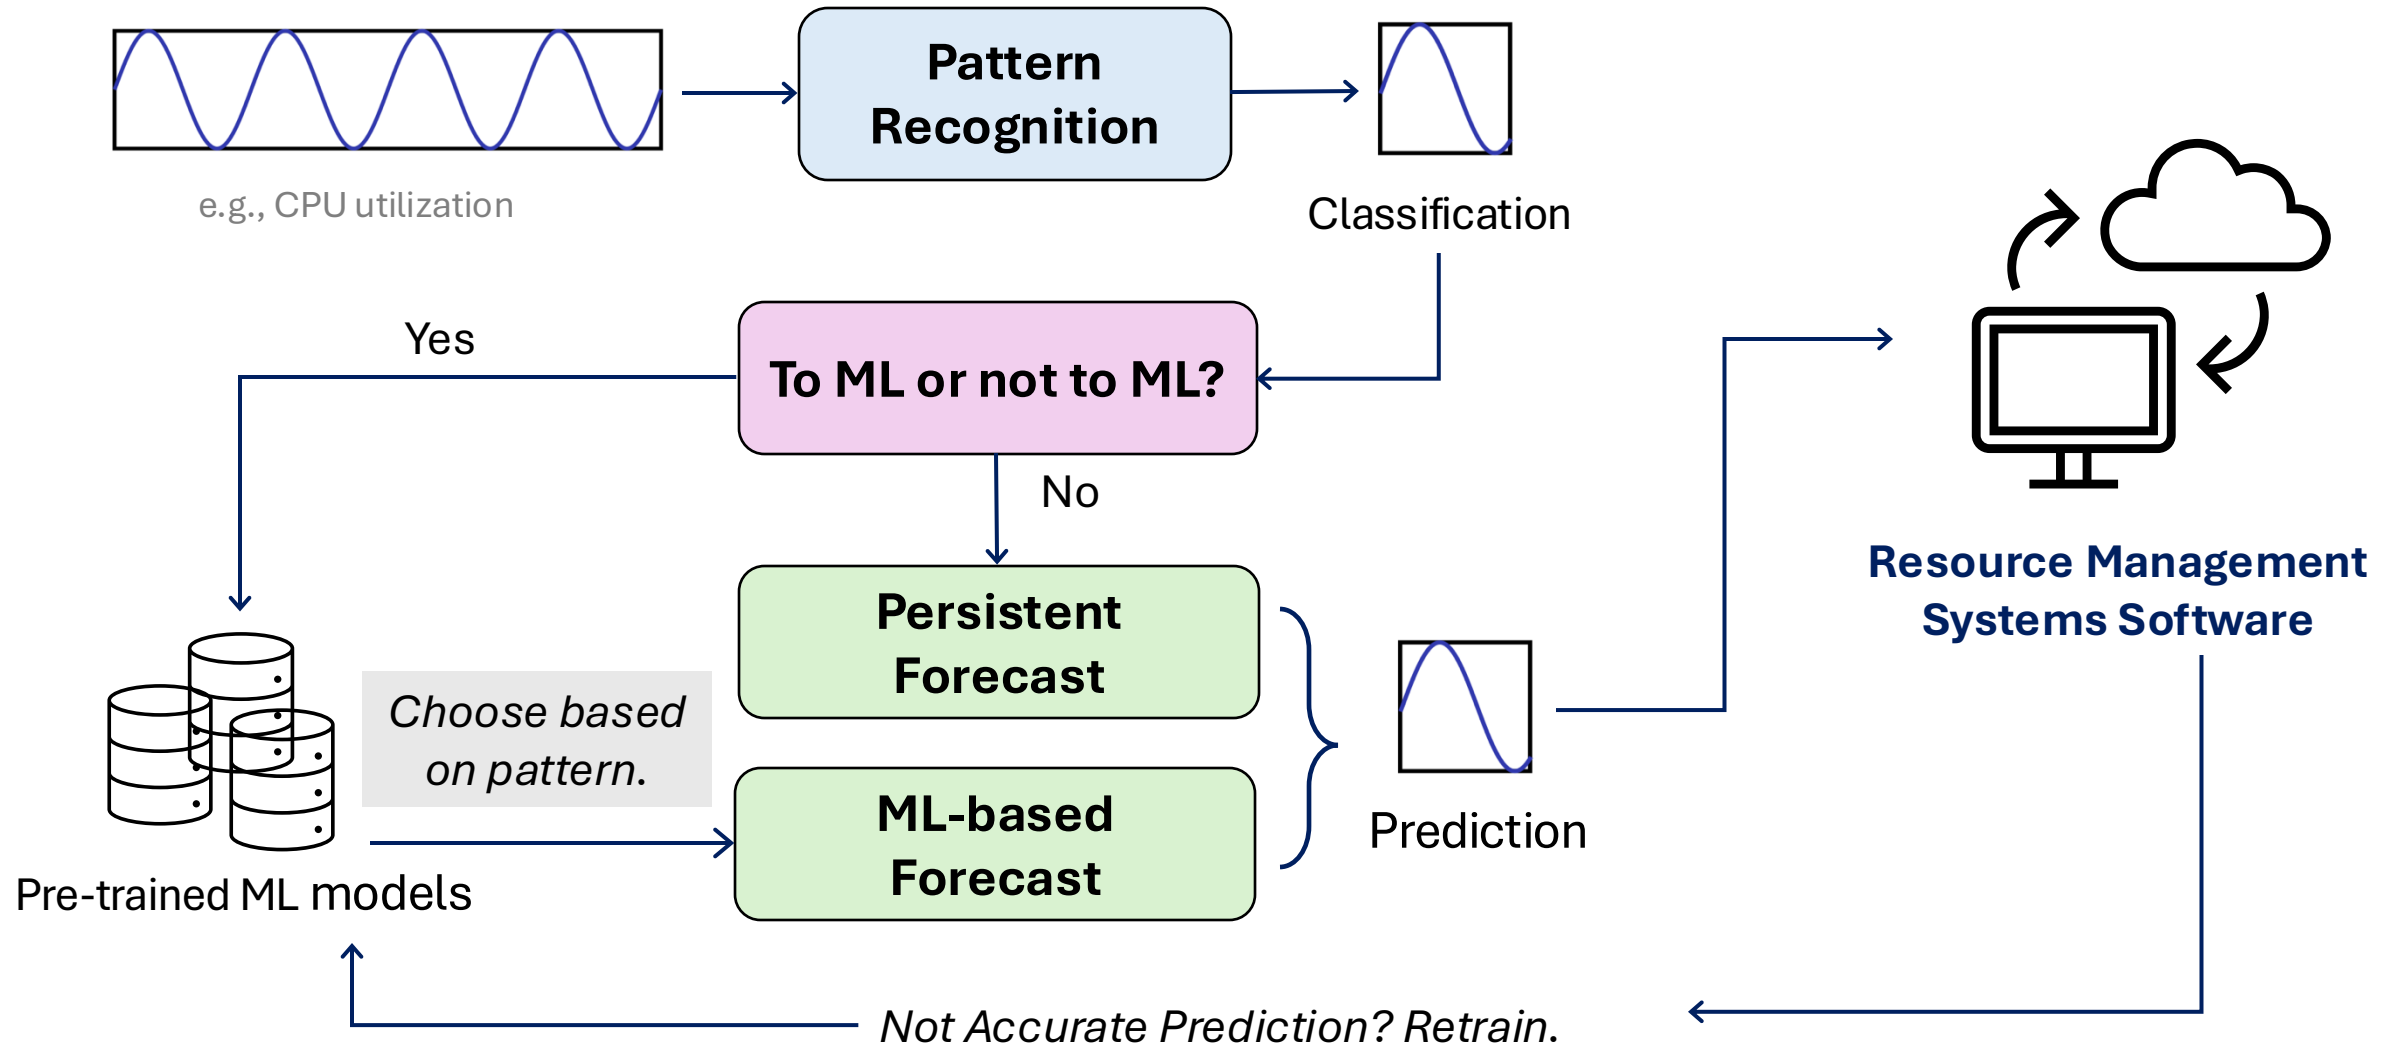 Pattern
Recognition
e.g., CPU utilization
Classification
Yes
To ML or not to ML?
No
Persistent
Forecast
Resource Management
Systems Software
Choose based
on pattern.
ML-based
Forecast
Prediction
Pre-trained ML models
Not Accurate Prediction? Retrain.